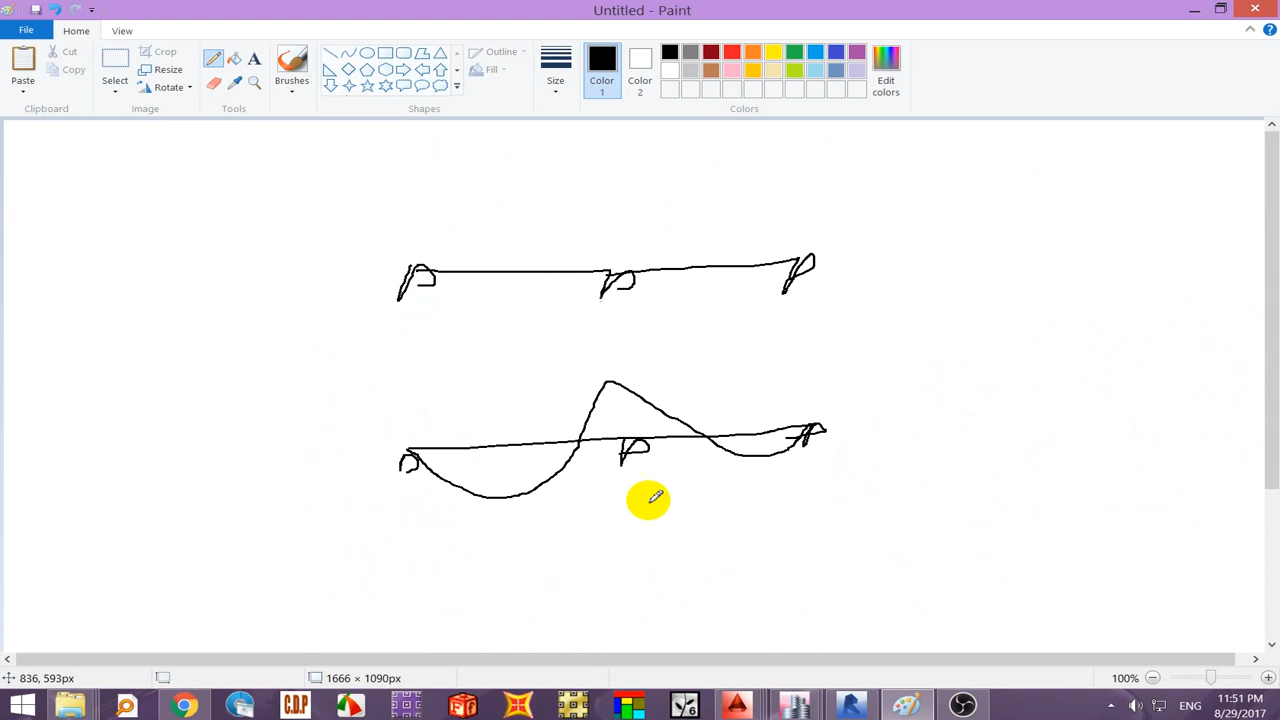 Untitled - Paint
File Home View
Paste
Cut
Copy
Clipboard
Select
Crop
Resize
Rotate
Image
Tools
Brushes
Shapes
Outline
Fill
Size
Color 1
Color 2
Colors
Edit colors
P P P
P
836, 593px
1666 × 1090px
100%
C.D.P
Ff
6
ENG
11:51 PM
8/29/2017